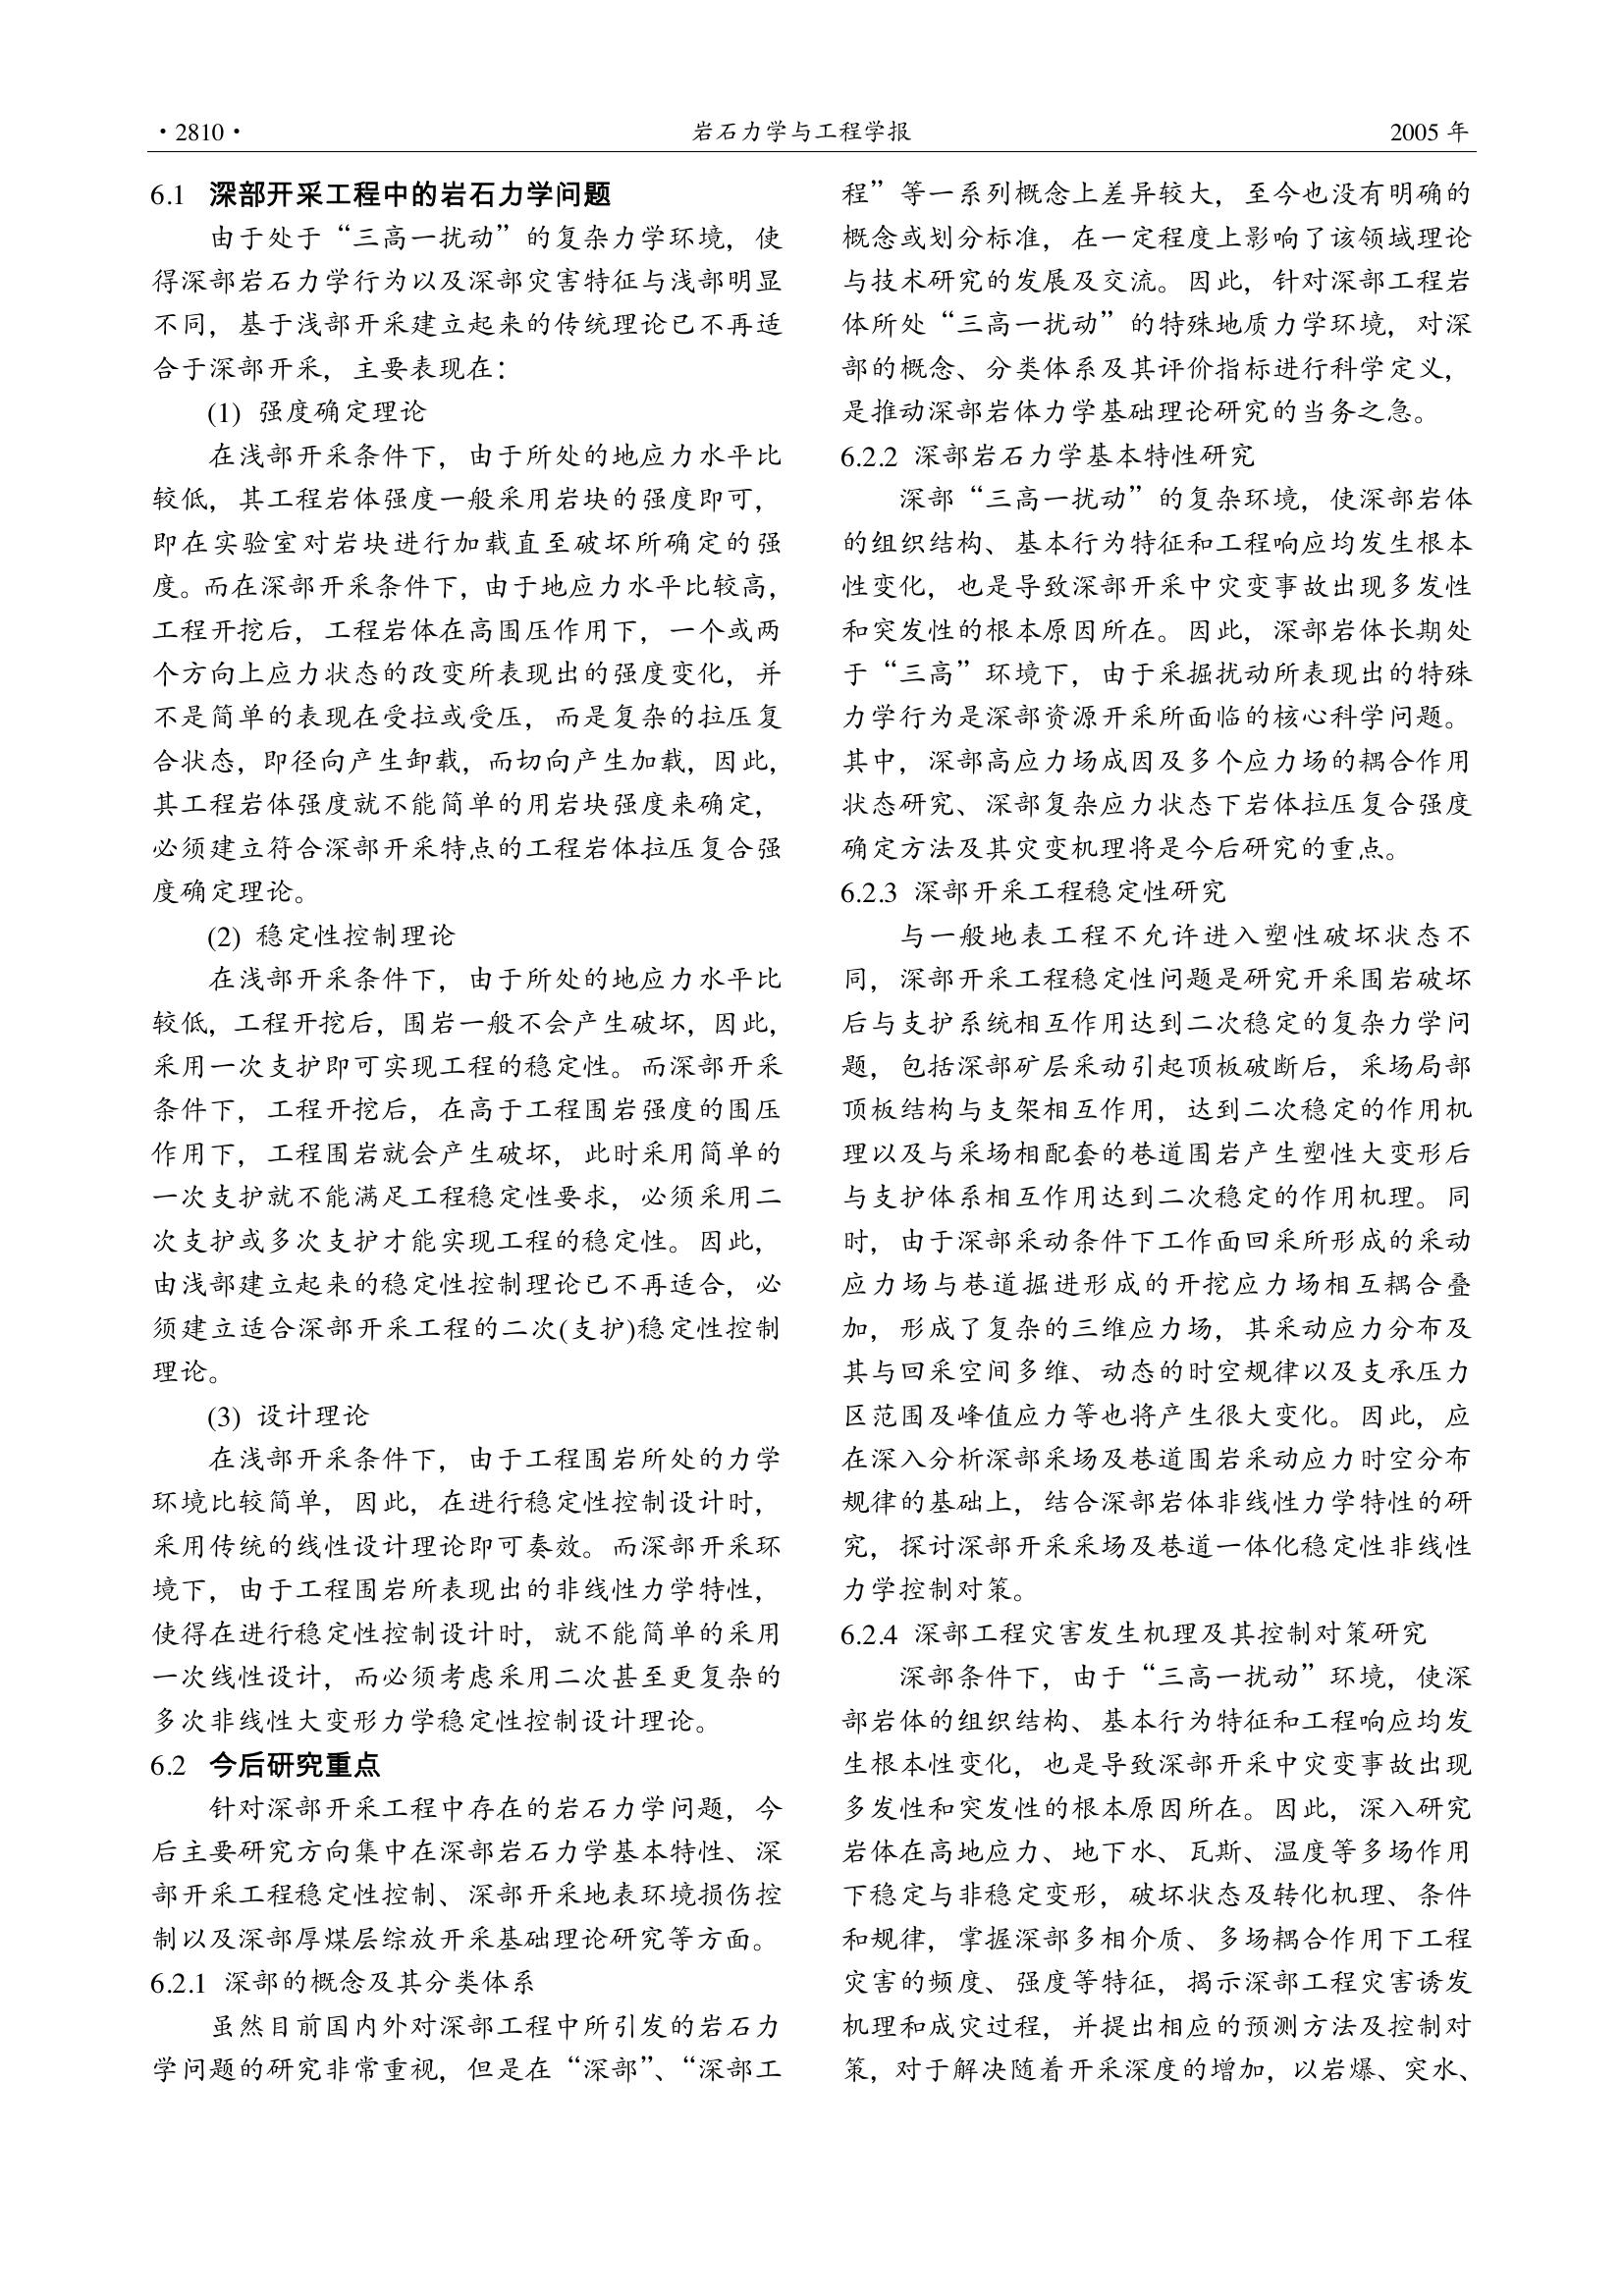 • 2810 •
岩石力学与工程学报
2005 年
6.1 深部开采工程中的岩石力学问题
由于处于“三高一扰动”的复杂力学环境，使
得深部岩石力学行为以及深部灾害特征与浅部明显
不同，基于浅部开采建立起来的传统理论已不再适
合于深部开采，主要表现在：
(1) 强度确定理论
在浅部开采条件下，由于所处的地应力水平比
较低，其工程岩体强度一般采用岩块的强度即可，
即在实验室对岩块进行加载直至破坏所确定的强
度。而在深部开采条件下，由于地应力水平比较高，
工程开挖后，工程岩体在高围压作用下，一个或两
个方向上应力状态的改变所表现出的强度变化，并
不是简单的表现在受拉或受压，而是复杂的拉压复
合状态，即径向产生卸载，而切向产生加载，因此，
其工程岩体强度就不能简单的用岩块强度来确定，
必须建立符合深部开采特点的工程岩体拉压复合强
度确定理论。
(2) 稳定性控制理论
在浅部开采条件下，由于所处的地应力水平比
较低，工程开挖后，围岩一般不会产生破坏，因此，
采用一次支护即可实现工程的稳定性。而深部开采
条件下，工程开挖后，在高于工程围岩强度的围压
作用下，工程围岩就会产生破坏，此时采用简单的
一次支护就不能满足工程稳定性要求，必须采用二
次支护或多次支护才能实现工程的稳定性。因此，
由浅部建立起来的稳定性控制理论已不再适合，必
须建立适合深部开采工程的二次(支护)稳定性控制
理论。
(3) 设计理论
在浅部开采条件下，由于工程围岩所处的力学
环境比较简单，因此，在进行稳定性控制设计时，
采用传统的线性设计理论即可奏效。而深部开采环
境下，由于工程围岩所表现出的非线性力学特性，
使得在进行稳定性控制设计时，就不能简单的采用
一次线性设计，而必须考虑采用二次甚至更复杂的
多次非线性大变形力学稳定性控制设计理论。
6.2 今后研究重点
针对深部开采工程中存在的岩石力学问题，今
后主要研究方向集中在深部岩石力学基本特性、深
部开采工程稳定性控制、深部开采地表环境损伤控
制以及深部厚煤层综放开采基础理论研究等方面。
6.2.1 深部的概念及其分类体系
虽然目前国内外对深部工程中所引发的岩石力
学问题的研究非常重视，但是在“深部”、“深部工
程”等一系列概念上差异较大，至今也没有明确的
概念或划分标准，在一定程度上影响了该领域理论
与技术研究的发展及交流。因此，针对深部工程岩
体所处“三高一扰动”的特殊地质力学环境，对深
部的概念、分类体系及其评价指标进行科学定义，
是推动深部岩体力学基础理论研究的当务之急。
6.2.2 深部岩石力学基本特性研究
深部“三高一扰动”的复杂环境，使深部岩体
的组织结构、基本行为特征和工程响应均发生根本
性变化，也是导致深部开采中灾变事故出现多发性
和突发性的根本原因所在。因此，深部岩体长期处
于“三高”环境下，由于采掘扰动所表现出的特殊
力学行为是深部资源开采所面临的核心科学问题。
其中，深部高应力场成因及多个应力场的耦合作用
状态研究、深部复杂应力状态下岩体拉压复合强度
确定方法及其灾变机理将是今后研究的重点。
6.2.3 深部开采工程稳定性研究
与一般地表工程不允许进入塑性破坏状态不
同，深部开采工程稳定性问题是研究开采围岩破坏
后与支护系统相互作用达到二次稳定的复杂力学问
题，包括深部矿层采动引起顶板破断后，采场局部
顶板结构与支架相互作用，达到二次稳定的作用机
理以及与采场相配套的巷道围岩产生塑性大变形后
与支护体系相互作用达到二次稳定的作用机理。同
时，由于深部采动条件下工作面回采所形成的采动
应力场与巷道掘进形成的开挖应力场相互耦合叠
加，形成了复杂的三维应力场，其采动应力分布及
其与回采空间多维、动态的时空规律以及支承压力
区范围及峰值应力等也将产生很大变化。因此，应
在深入分析深部采场及巷道围岩采动应力时空分布
规律的基础上，结合深部岩体非线性力学特性的研
究，探讨深部开采采场及巷道一体化稳定性非线性
力学控制对策。
6.2.4 深部工程灾害发生机理及其控制对策研究
深部条件下，由于“三高一扰动”环境，使深
部岩体的组织结构、基本行为特征和工程响应均发
生根本性变化，也是导致深部开采中灾变事故出现
多发性和突发性的根本原因所在。因此，深入研究
岩体在高地应力、地下水、瓦斯、温度等多场作用
下稳定与非稳定变形，破坏状态及转化机理、条件
和规律，掌握深部多相介质、多场耦合作用下工程
灾害的频度、强度等特征，揭示深部工程灾害诱发
机理和成灾过程，并提出相应的预测方法及控制对
策，对于解决随着开采深度的增加，以岩爆、突水、